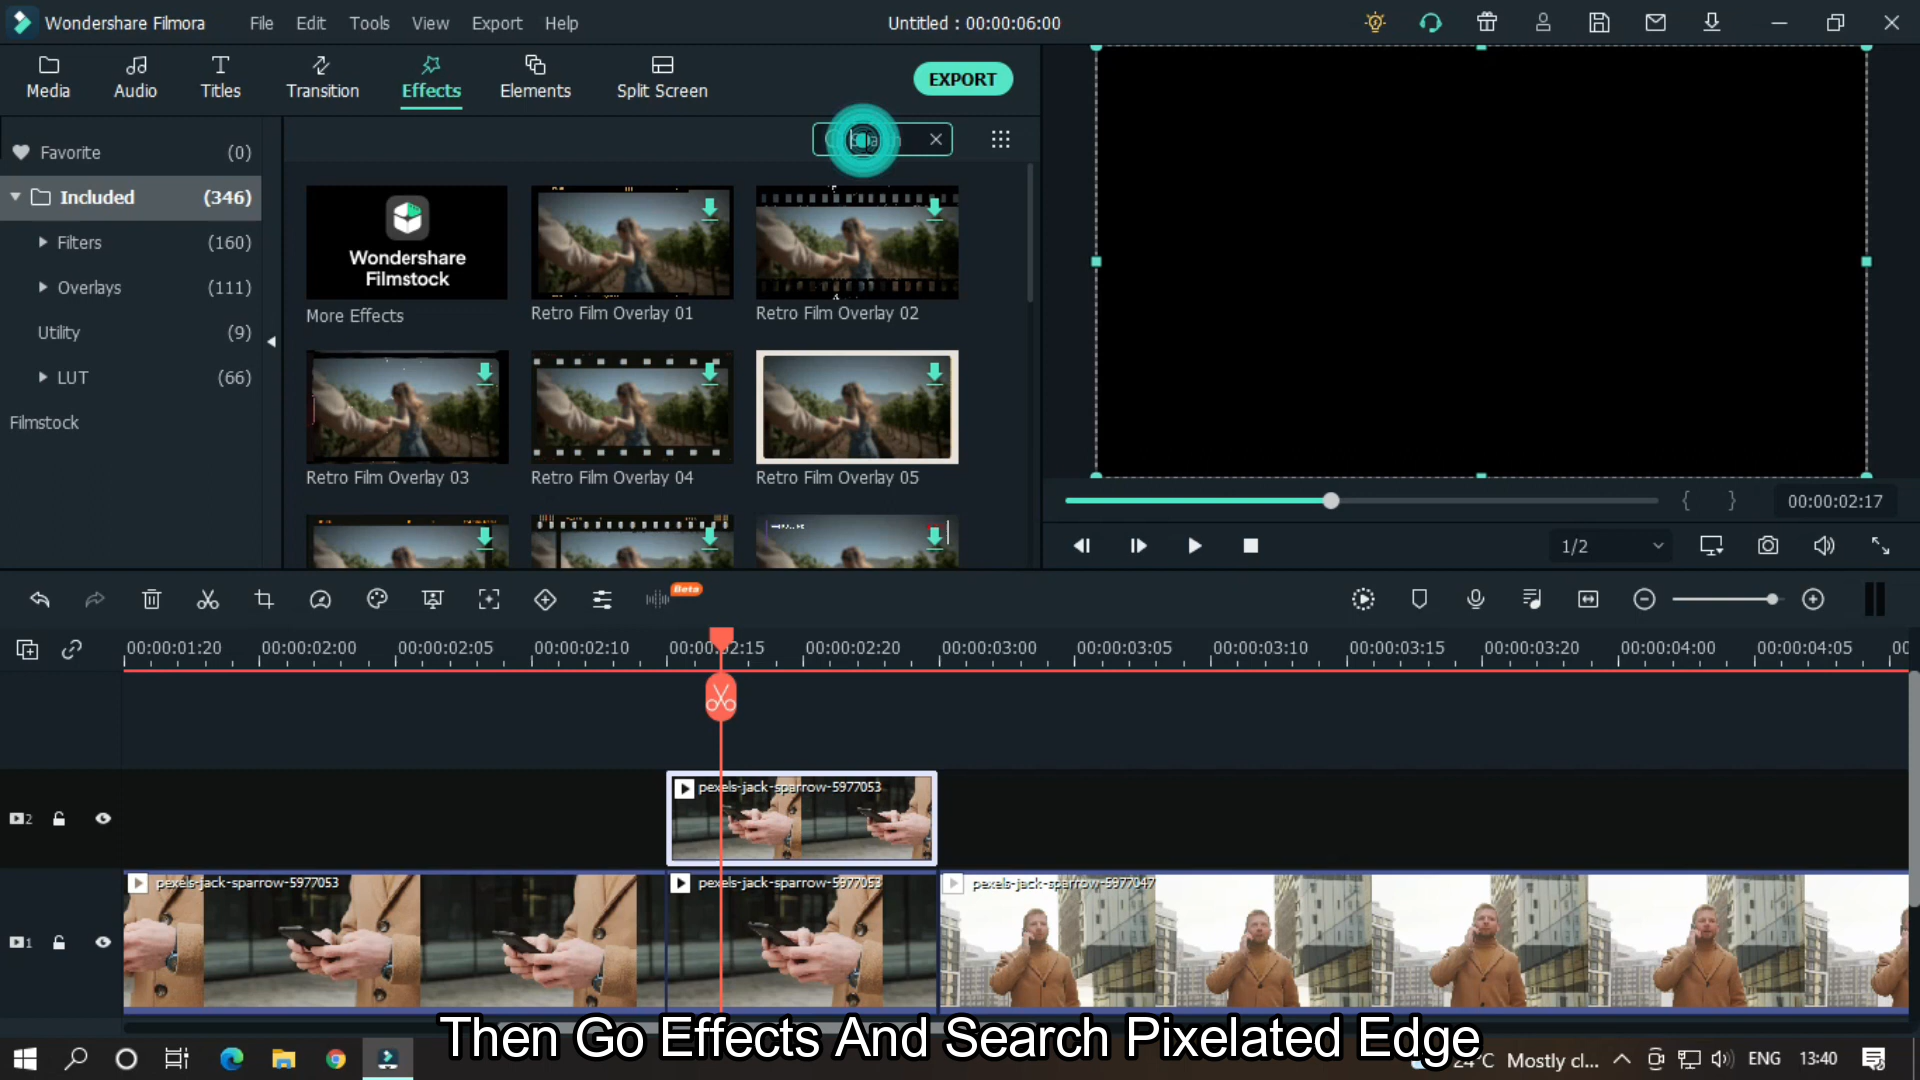 Wondershare Filmora File Edit Tools View Export Help Untitled : 00:00:06:00
Media Audio Titles Transition Effects Elements Split Screen EXPORT
Favorite (0)
Included (346)
Filters (160)
Overlays (111)
Utility (9)
LUT (66)
Filmstock
Wondershare
Filmstock
More Effects Retro Film Overlay 01 Retro Film Overlay 02
Retro Film Overlay 03 Retro Film Overlay 04 Retro Film Overlay 05
{ } 00:00:02:17
1/2
Beta
00:00:01:20 00:00:02:00 00:00:02:05 00:00:02:10 00:00:02:15 00:00:02:20 00:00:03:00 00:00:03:05 00:00:03:10 00:00:03:15 00:00:03:20 00:00:04:00 00:00:04:05
2 pexels-jack-sparrow-5977053
pexels-jack-sparrow-5977053 pexels-jack-sparrow-5977053 pexels-jack-sparrow-5977047
1
Then Go Effects And Search Pixelated Edge
Mostly cl... ENG 13:40